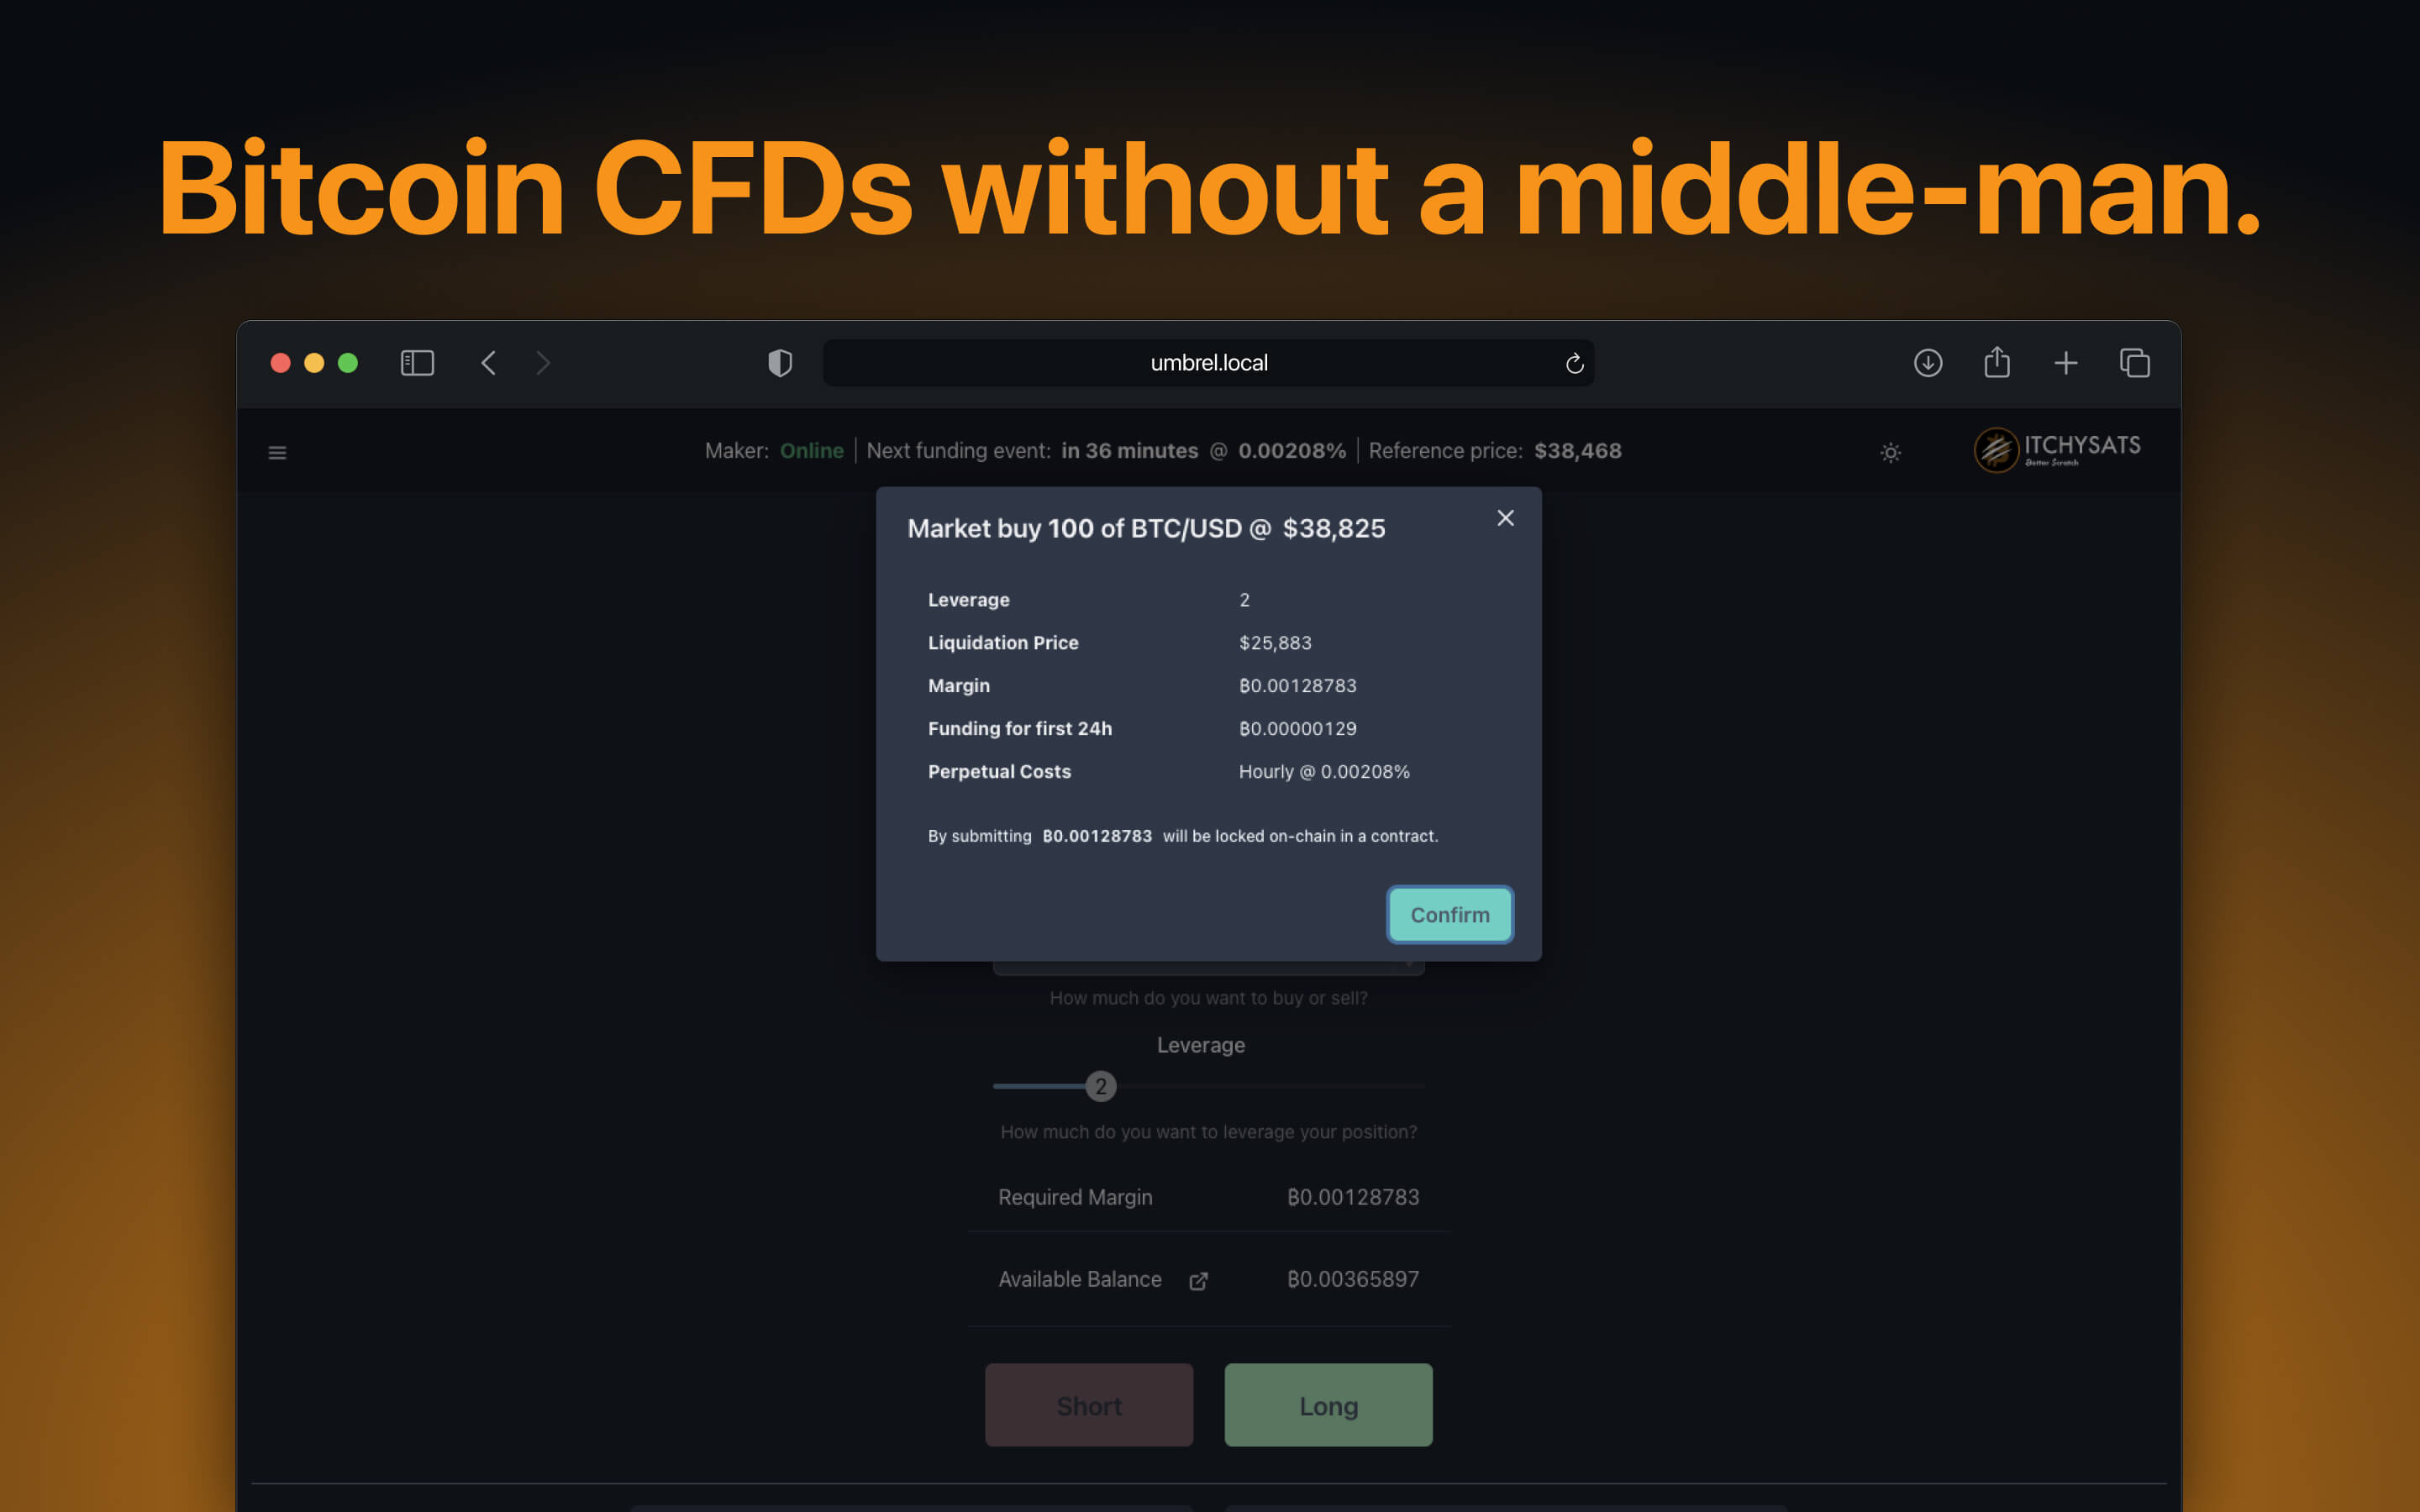 Bitcoin CFDs without a middle-man.
umbrel.local
Maker: Online | Next funding event: in 36 minutes @ 0.00208% | Reference price: $38,468
ITCHYSATS
Better Scratch
Market buy 100 of BTC/USD @ $38,825
Leverage 2
Liquidation Price $25,883
Margin ₿0.00128783
Funding for first 24h ₿0.00000129
Perpetual Costs Hourly @ 0.00208%
By submitting ₿0.00128783 will be locked on-chain in a contract.
Confirm
How much do you want to buy or sell?
Leverage
2
How much do you want to leverage your position?
Required Margin ₿0.00128783
Available Balance ₿0.00365897
Short Long